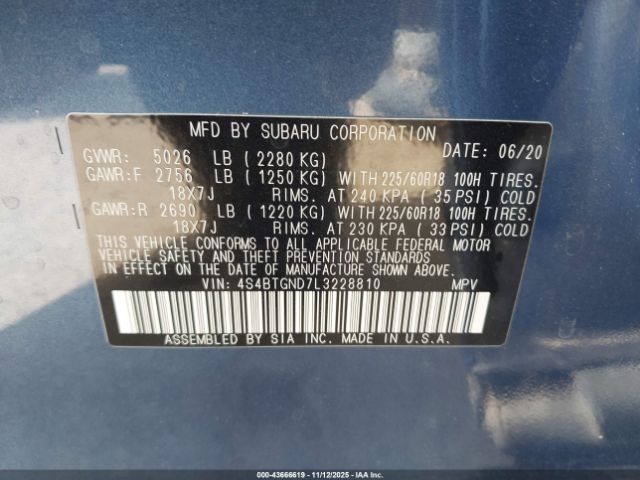 MFD BY SUBARU CORPORATION
GVWR: 5026 LB (2280 KG) DATE: 06/20
GAWR:F 2756 LB (1250 KG) WITH 225/60R18 100H TIRES.
18X7J RIMS. AT 240 KPA ( 35 PSI) COLD
GAWR:R 2690 LB (1220 KG) WITH 225/60R18 100H TIRES.
18X7J RIMS. AT 230 KPA ( 33 PSI) COLD
THIS VEHICLE CONFORMS TO ALL APPLICABLE FEDERAL MOTOR
VEHICLE SAFETY AND THEFT PREVENTION STANDARDS
IN EFFECT ON THE DATE OF MANUFACTURE SHOWN ABOVE.
VIN: 4S4BTGND7L3228810 MPV
ASSEMBLED BY SIA INC. IN U.S.A.
000-43666619 - 11/12/2025 - IAAI.CA